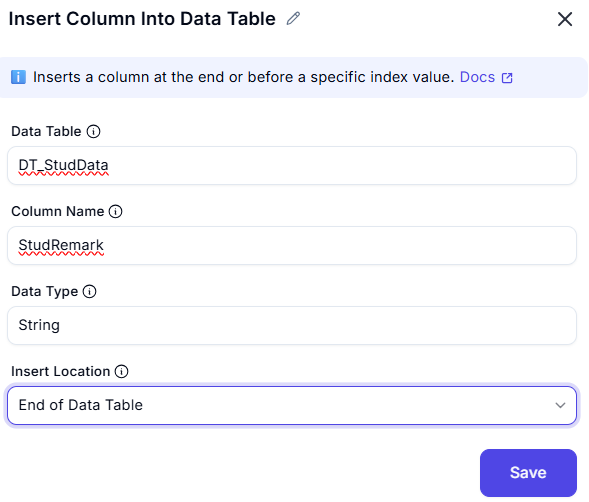 Insert Column Into Data Table
Inserts a column at the end or before a specific index value. Docs
Data Table
DT_StudData
Column Name
StudRemark
Data Type
String
Insert Location
End of Data Table
Save